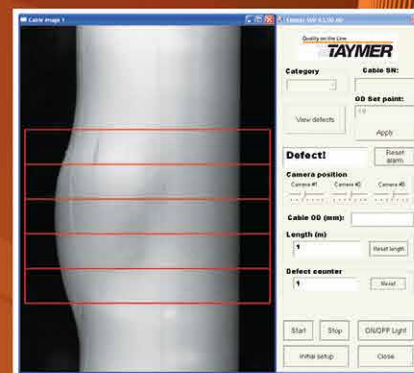 Cable Image 1
Quality on the Line
TAYMER
Category
Cable SN:
OD Set point:
View defects
Apply
Defect!
Reset
alarm
Camera position
Camera #1 Camera #2 Camera #3
Cable OD (mm):
Length (m)
1
Reset length
Defect counter
1
Reset
Start
Stop
ON/OFF Light
Initial setup
Close